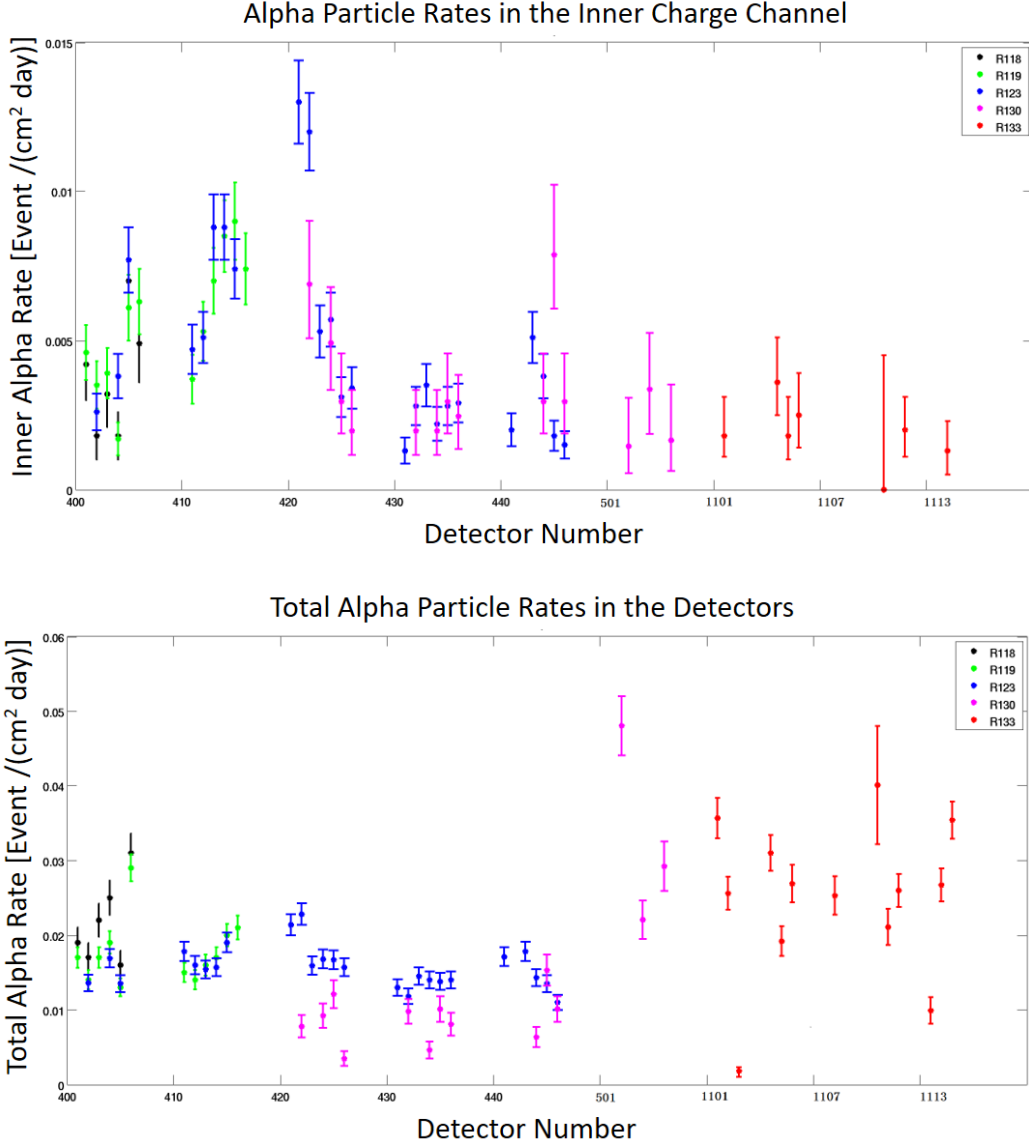 Alpha Particle Rates in the Inner Charge Channel
Inner Alpha Rate [Event /(cm² day)]
0.015
0.01
0.005
0
R118
R119
R123
R130
R133
400
410
420
430
440
501
1101
1107
1113
Detector Number
Total Alpha Particle Rates in the Detectors
Total Alpha Rate [Event /(cm² day)]
0.06
0.05
0.04
0.03
0.02
0.01
0
R118
R119
R123
R130
R133
400
410
420
430
440
501
1101
1107
1113
Detector Number